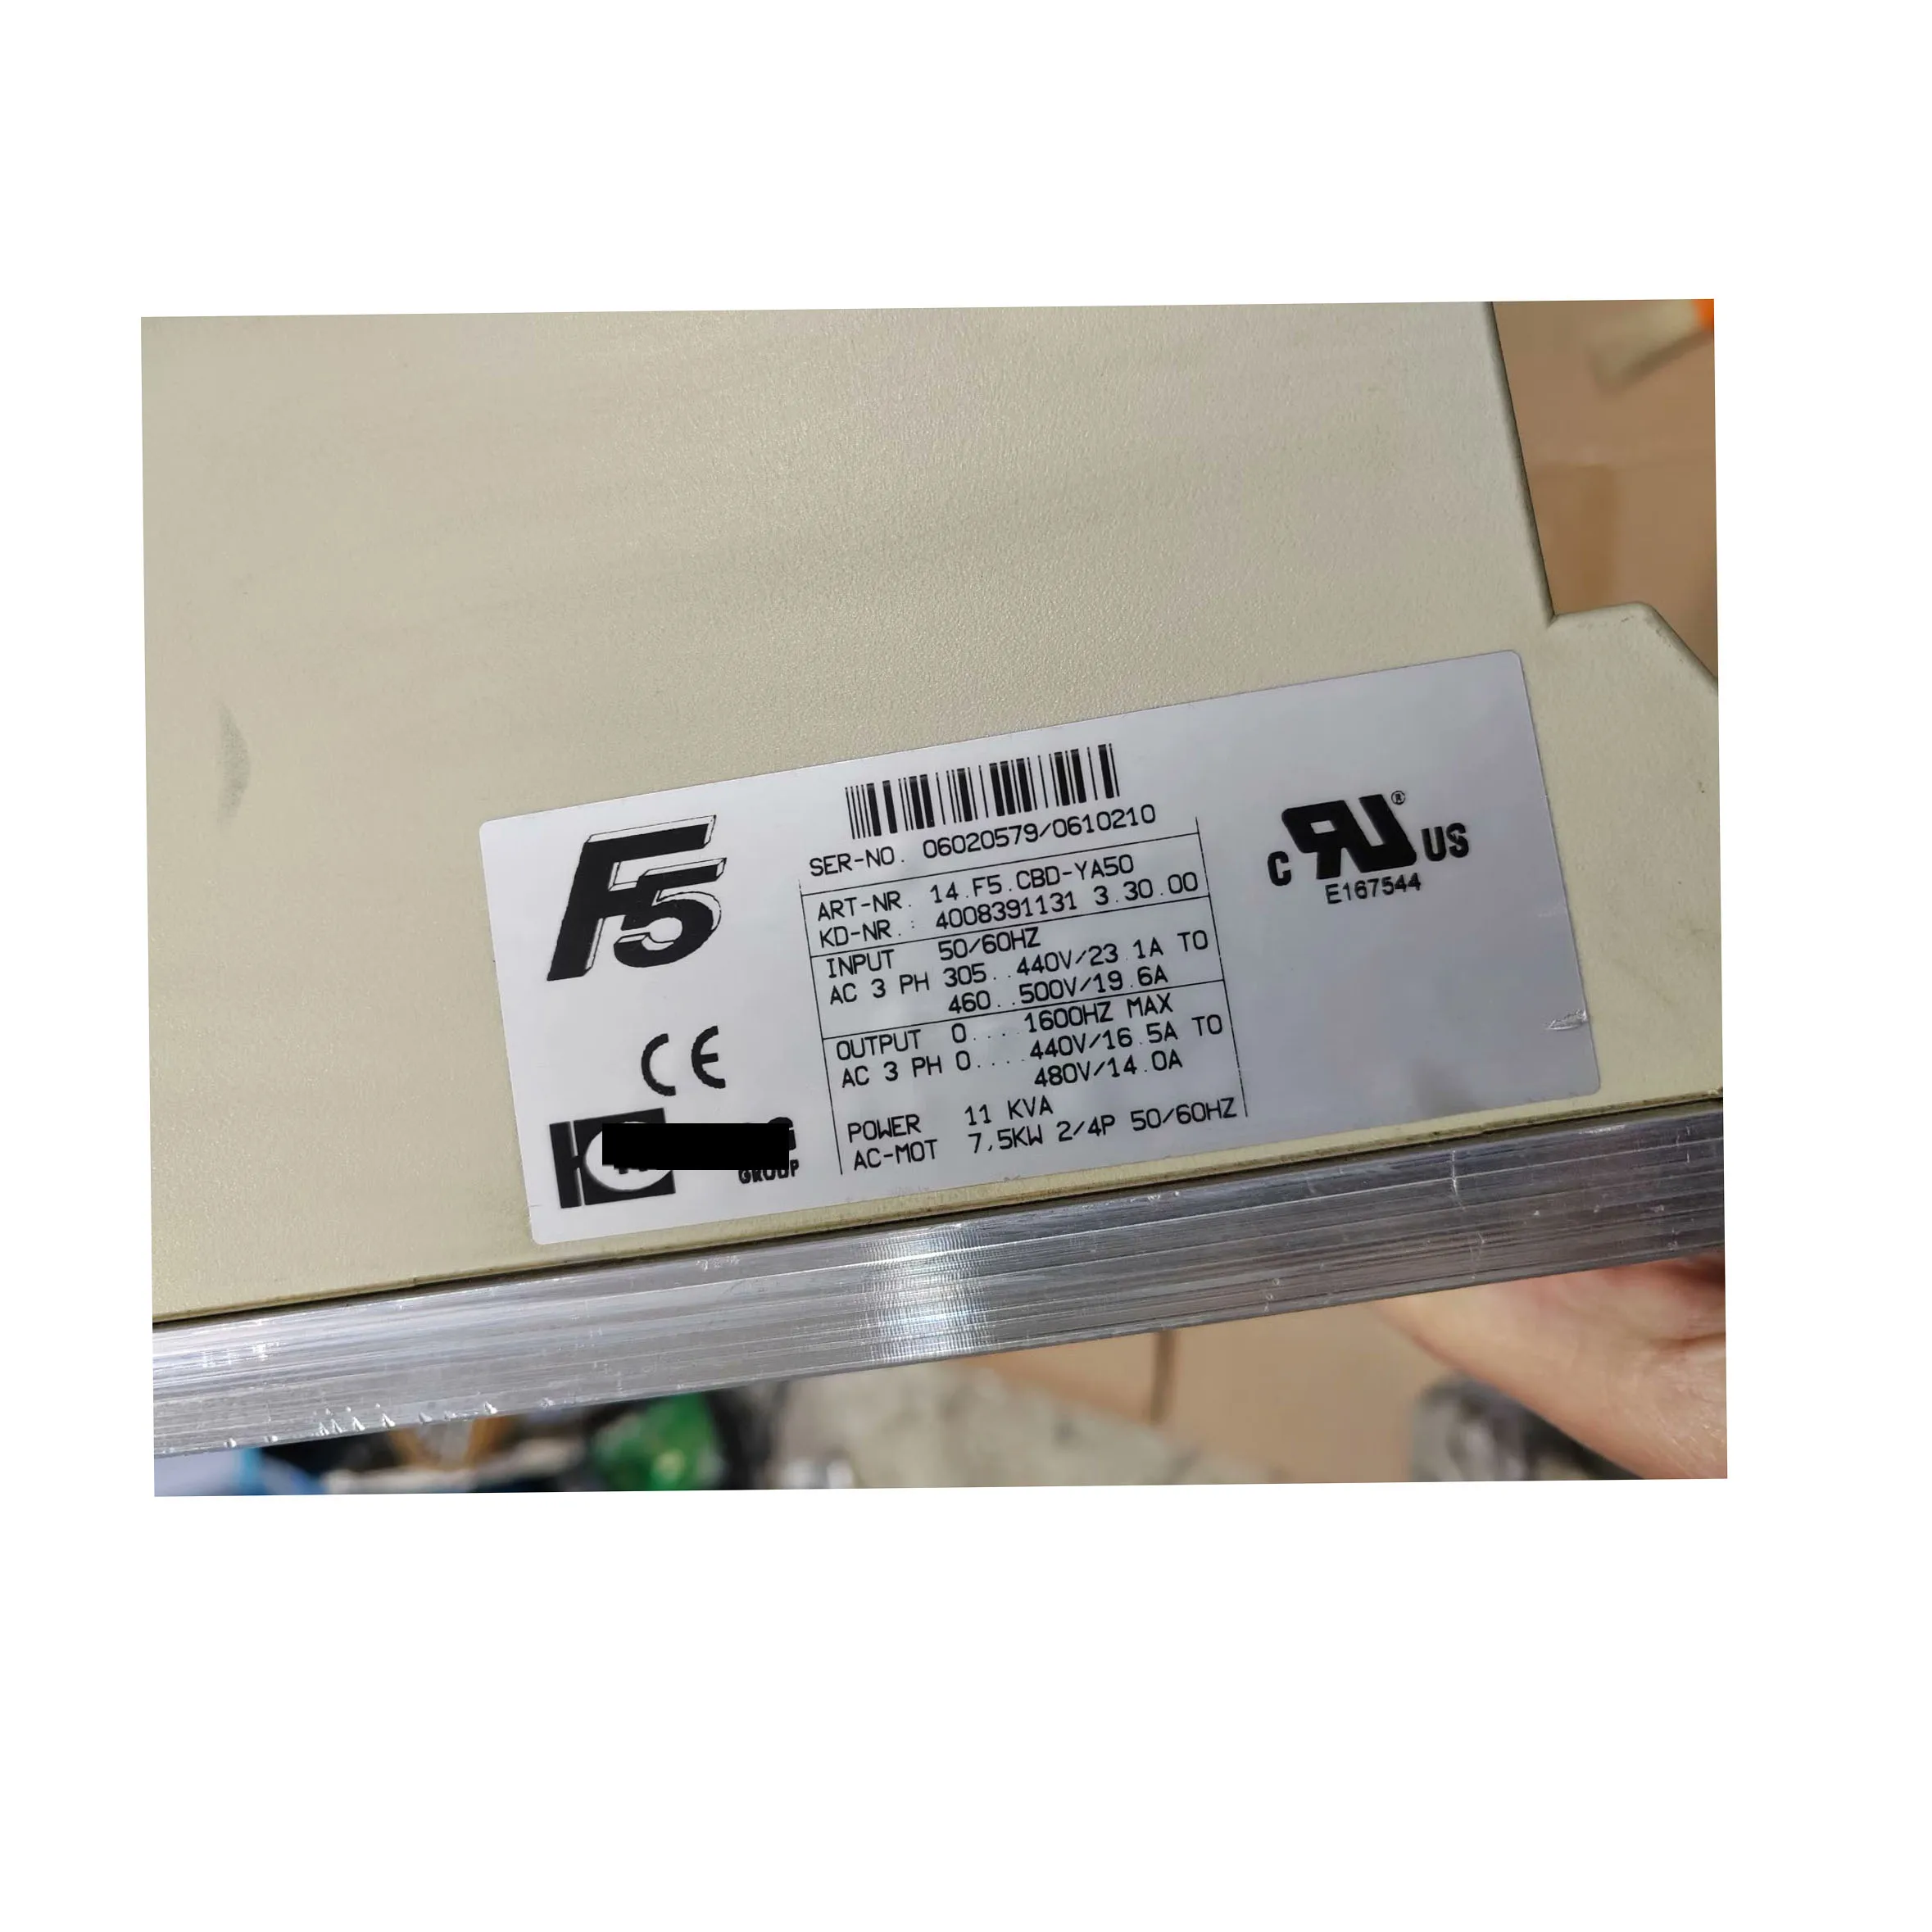 F5
SER-NO. 06020579/0610210
ART-NR. 14.F5.CBD-YA50
KD-NR.: 4008391131 3.30.00
INPUT 50/60HZ
AC 3 PH 305..440V/23.1A TO
460..500V/19.6A
OUTPUT 0....1600HZ MAX
AC 3 PH 0....440V/16.5A TO
480V/14.0A
POWER 11 KVA
AC-MOT 7,5KW 2/4P 50/60HZ
CE
GROUP
C RU® US
E167544